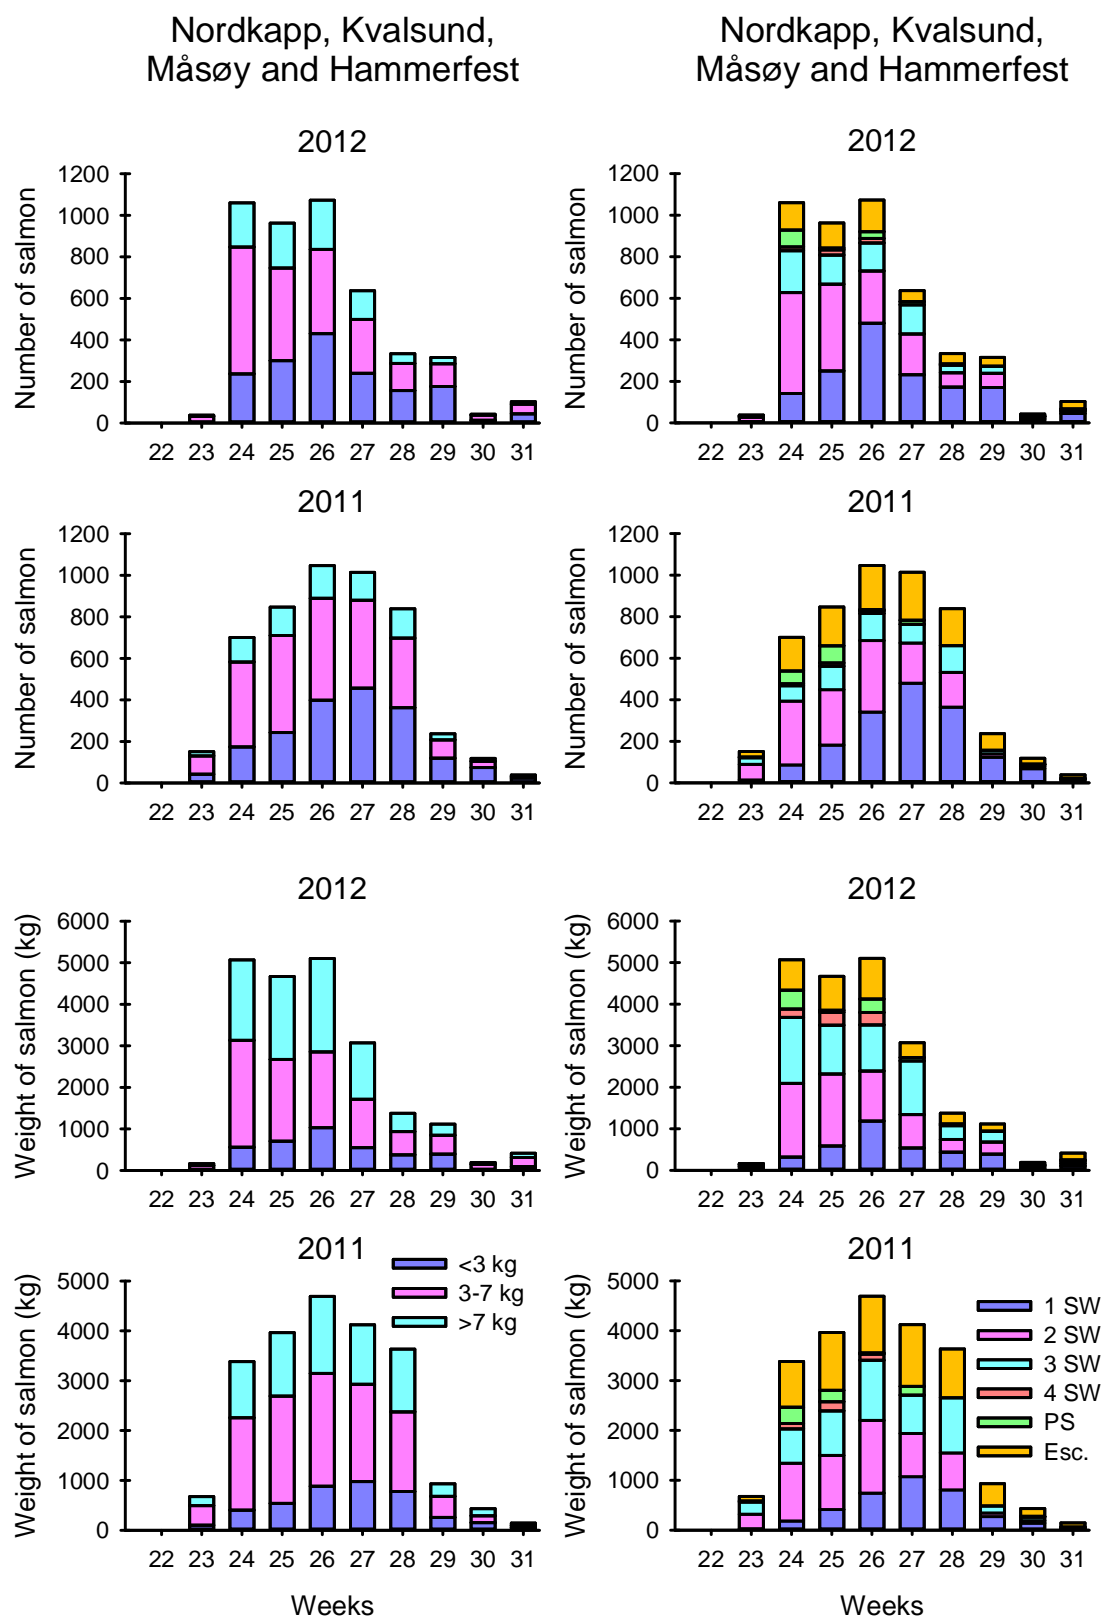 Nordkapp, Kvalsund,
Måsøy and Hammerfest
Nordkapp, Kvalsund,
Måsøy and Hammerfest
2012
Number of salmon
1200
1000
800
600
400
200
0
22 23 24 25 26 27 28 29 30 31
2012
Number of salmon
1200
1000
800
600
400
200
0
22 23 24 25 26 27 28 29 30 31
2011
Number of salmon
1200
1000
800
600
400
200
0
22 23 24 25 26 27 28 29 30 31
2011
Number of salmon
1200
1000
800
600
400
200
0
22 23 24 25 26 27 28 29 30 31
2012
Weight of salmon (kg)
6000
5000
4000
3000
2000
1000
0
22 23 24 25 26 27 28 29 30 31
2012
Weight of salmon (kg)
6000
5000
4000
3000
2000
1000
0
22 23 24 25 26 27 28 29 30 31
2011
Weight of salmon (kg)
5000
4000
3000
2000
1000
0
<3 kg
3-7 kg
>7 kg
22 23 24 25 26 27 28 29 30 31
Weeks
2011
Weight of salmon (kg)
5000
4000
3000
2000
1000
0
1 SW
2 SW
3 SW
4 SW
PS
Esc.
22 23 24 25 26 27 28 29 30 31
Weeks